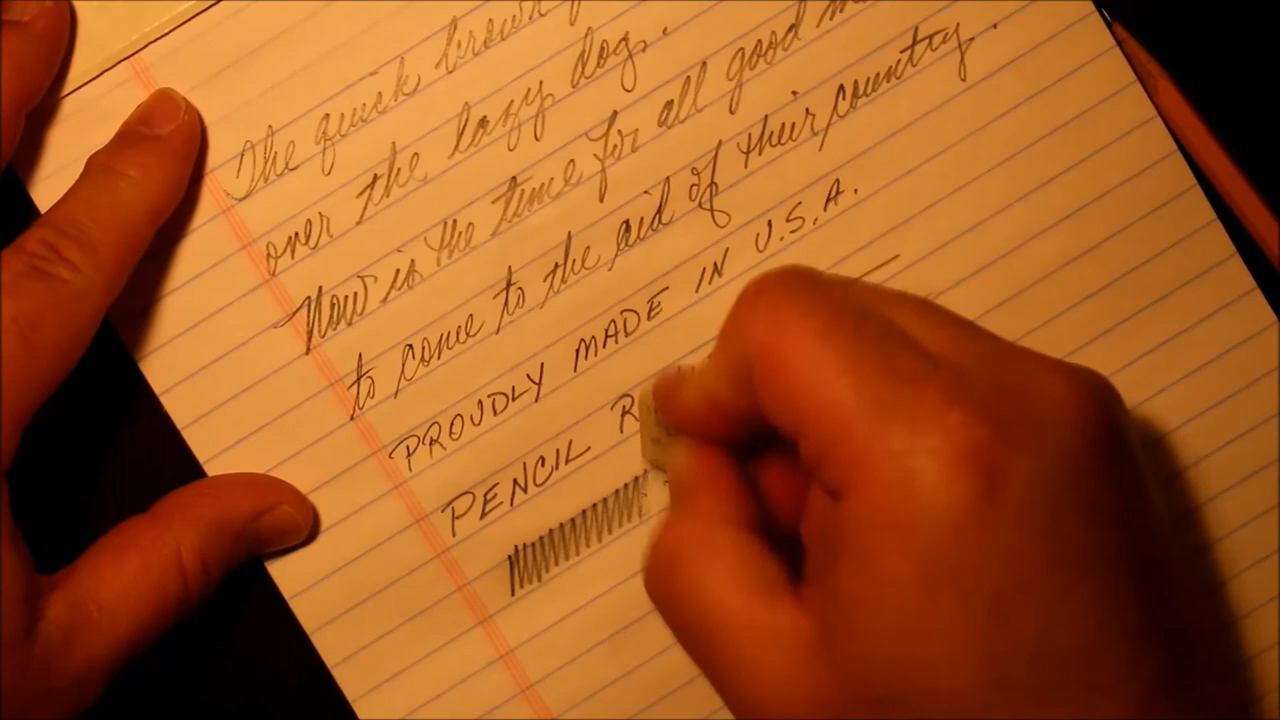 The quick brown
over the lazy dog.
Now is the time for all good
to come to the aid of their country.
PROUDLY MADE IN U.S.A.
PENCIL